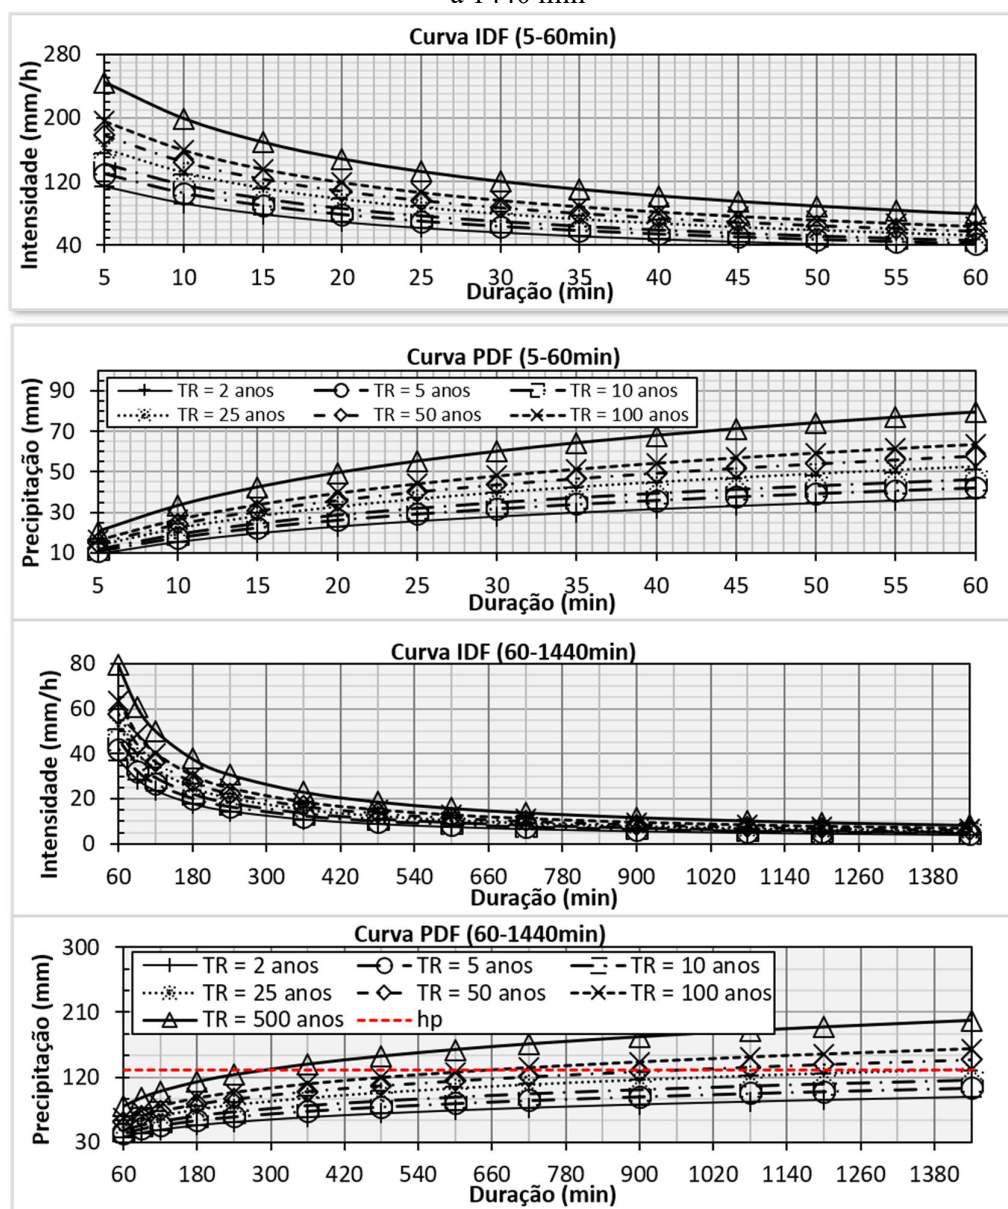 a 1440 min
Curva IDF (5-60min)
Intensidade (mm/h)
280
200
120
40
5 10 15 20 25 30 35 40 45 50 55 60
Duração (min)
Curva PDF (5-60min)
Precipitação (mm)
90
70
50
30
10
TR = 2 anos TR = 5 anos TR = 10 anos
TR = 25 anos TR = 50 anos TR = 100 anos
5 10 15 20 25 30 35 40 45 50 55 60
Duração (min)
Curva IDF (60-1440min)
Intensidade (mm/h)
80
60
40
20
0
60 180 300 420 540 660 780 900 1020 1140 1260 1380
Duração (min)
Curva PDF (60-1440min)
Precipitação (mm)
300
210
120
30
TR = 2 anos TR = 5 anos TR = 10 anos
TR = 25 anos TR = 50 anos TR = 100 anos
TR = 500 anos hp
60 180 300 420 540 660 780 900 1020 1140 1260 1380
Duração (min)